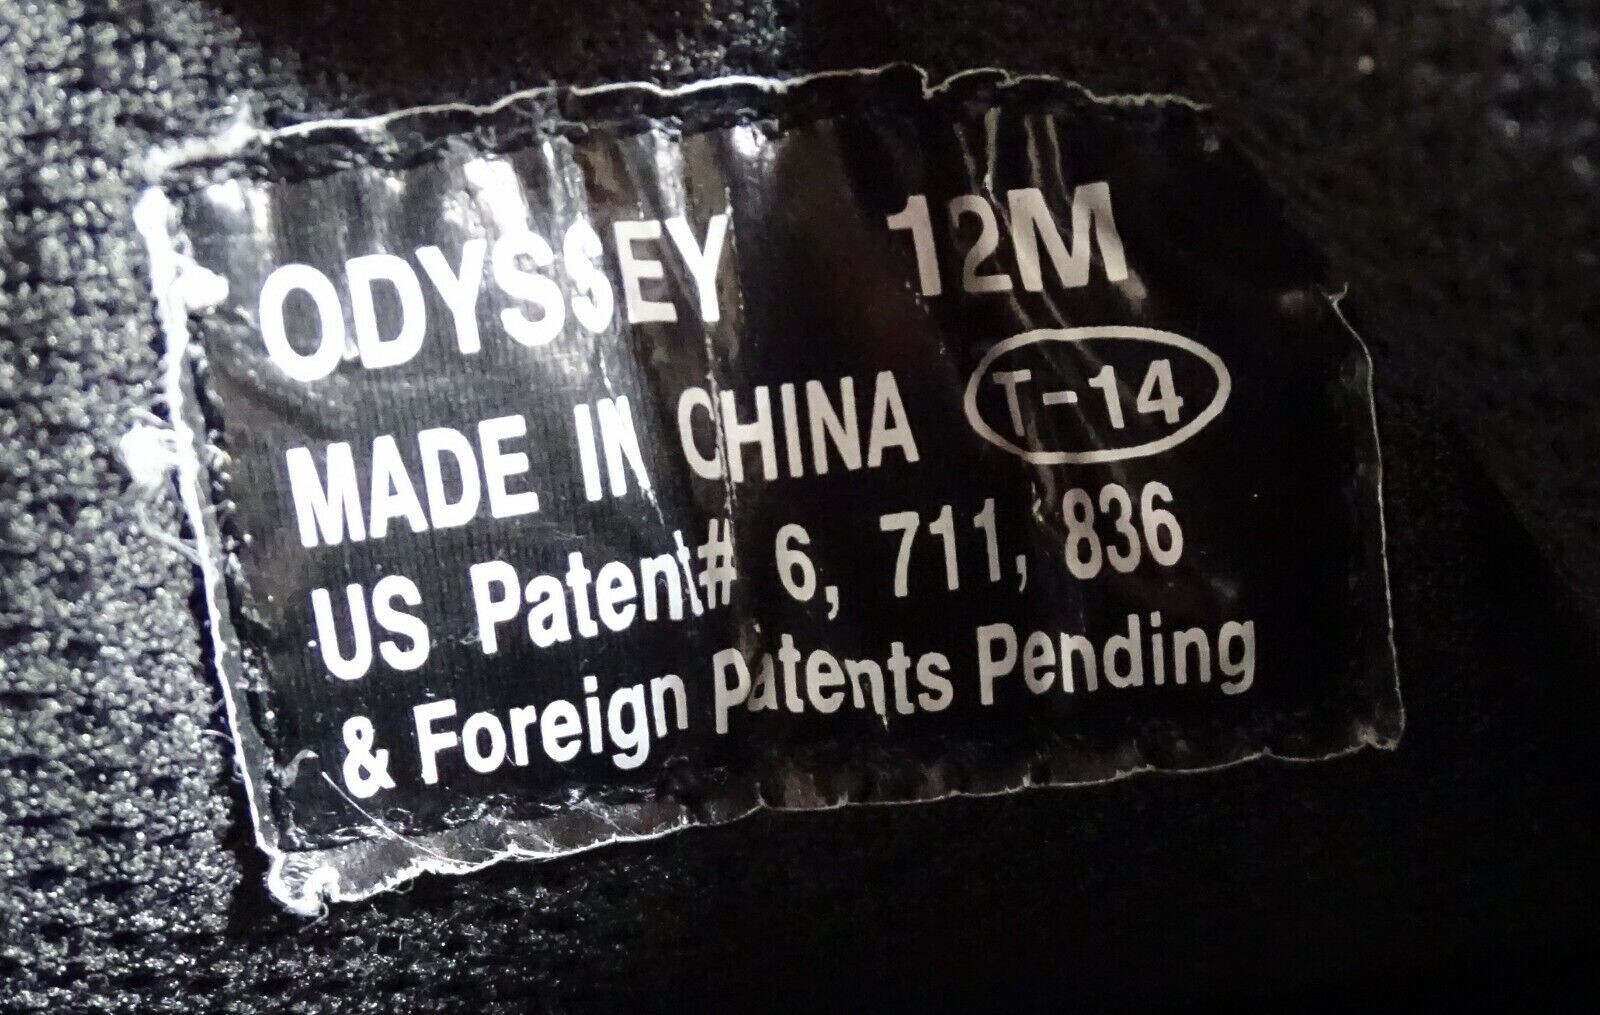 ODYSSEY 12M
MADE IN CHINA T-14
US Patent# 6, 711, 836
& Foreign Patents Pending